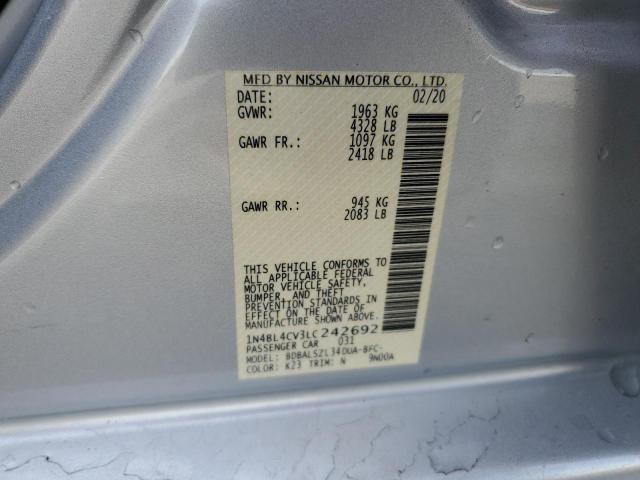 MFD BY NISSAN MOTOR CO., LTD.
DATE: 02/20
GVWR: 1963 KG
4328 LB
GAWR FR.: 1097 KG
2418 LB
GAWR RR.: 945 KG
2083 LB
THIS VEHICLE CONFORMS TO
ALL APPLICABLE FEDERAL
MOTOR VEHICLE SAFETY,
BUMPER, AND THEFT
PREVENTION STANDARDS IN
EFFECT ON THE DATE OF
MANUFACTURE SHOWN ABOVE.
1N4BL4CV3LC242692
PASSENGER CAR 031
MODEL: BDBALSZL34DUA-BFC-
COLOR: K23 TRIM: N 9N00A